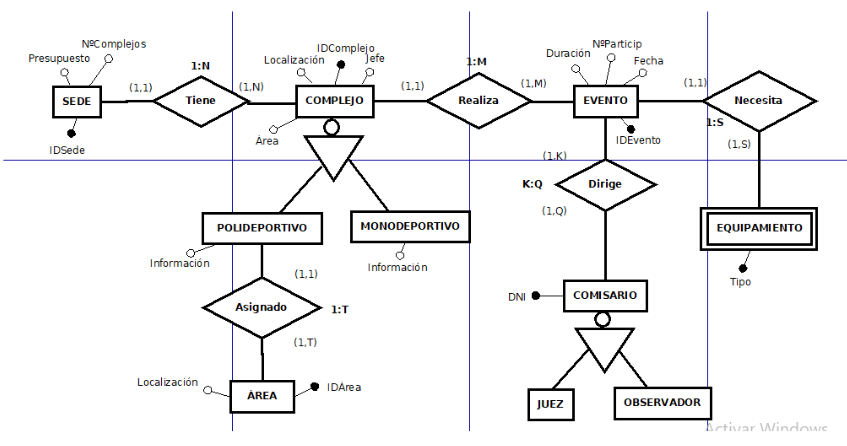 NºComplejos
Presupuesto
1:N
(1,1)
(1,N)
SEDE
Tiene
IDSede
IDComplejo
Localización
Jefe
COMPLEJO
Área
1:M
(1,1)
(1,M)
Realiza
NºParticip
Duración
Fecha
EVENTO
IDEvento
(1,1)
Necesita
1:S
(1,S)
(1,K)
K:Q
Dirige
(1,Q)
POLIDEPORTIVO
MONODEPORTIVO
EQUIPAMIENTO
Información
Información
Tipo
(1,1)
Asignado
1:T
(1,T)
DNI
COMISARIO
Localización
ÁREA
IDÁrea
JUEZ
OBSERVADOR
Activar Windows